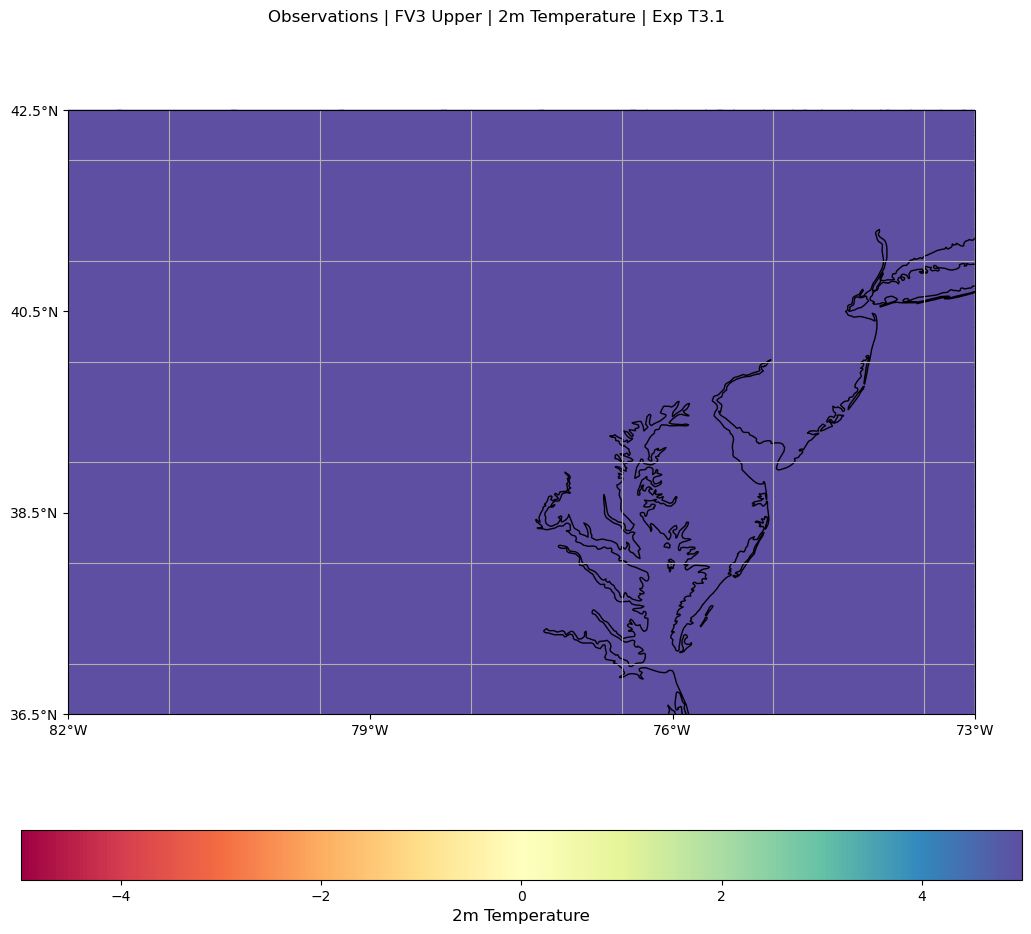 Observations | FV3 Upper | 2m Temperature | Exp T3.1
42.5°N
40.5°N
38.5°N
36.5°N
82°W 79°W 76°W 73°W
−4 −2 0 2 4
2m Temperature